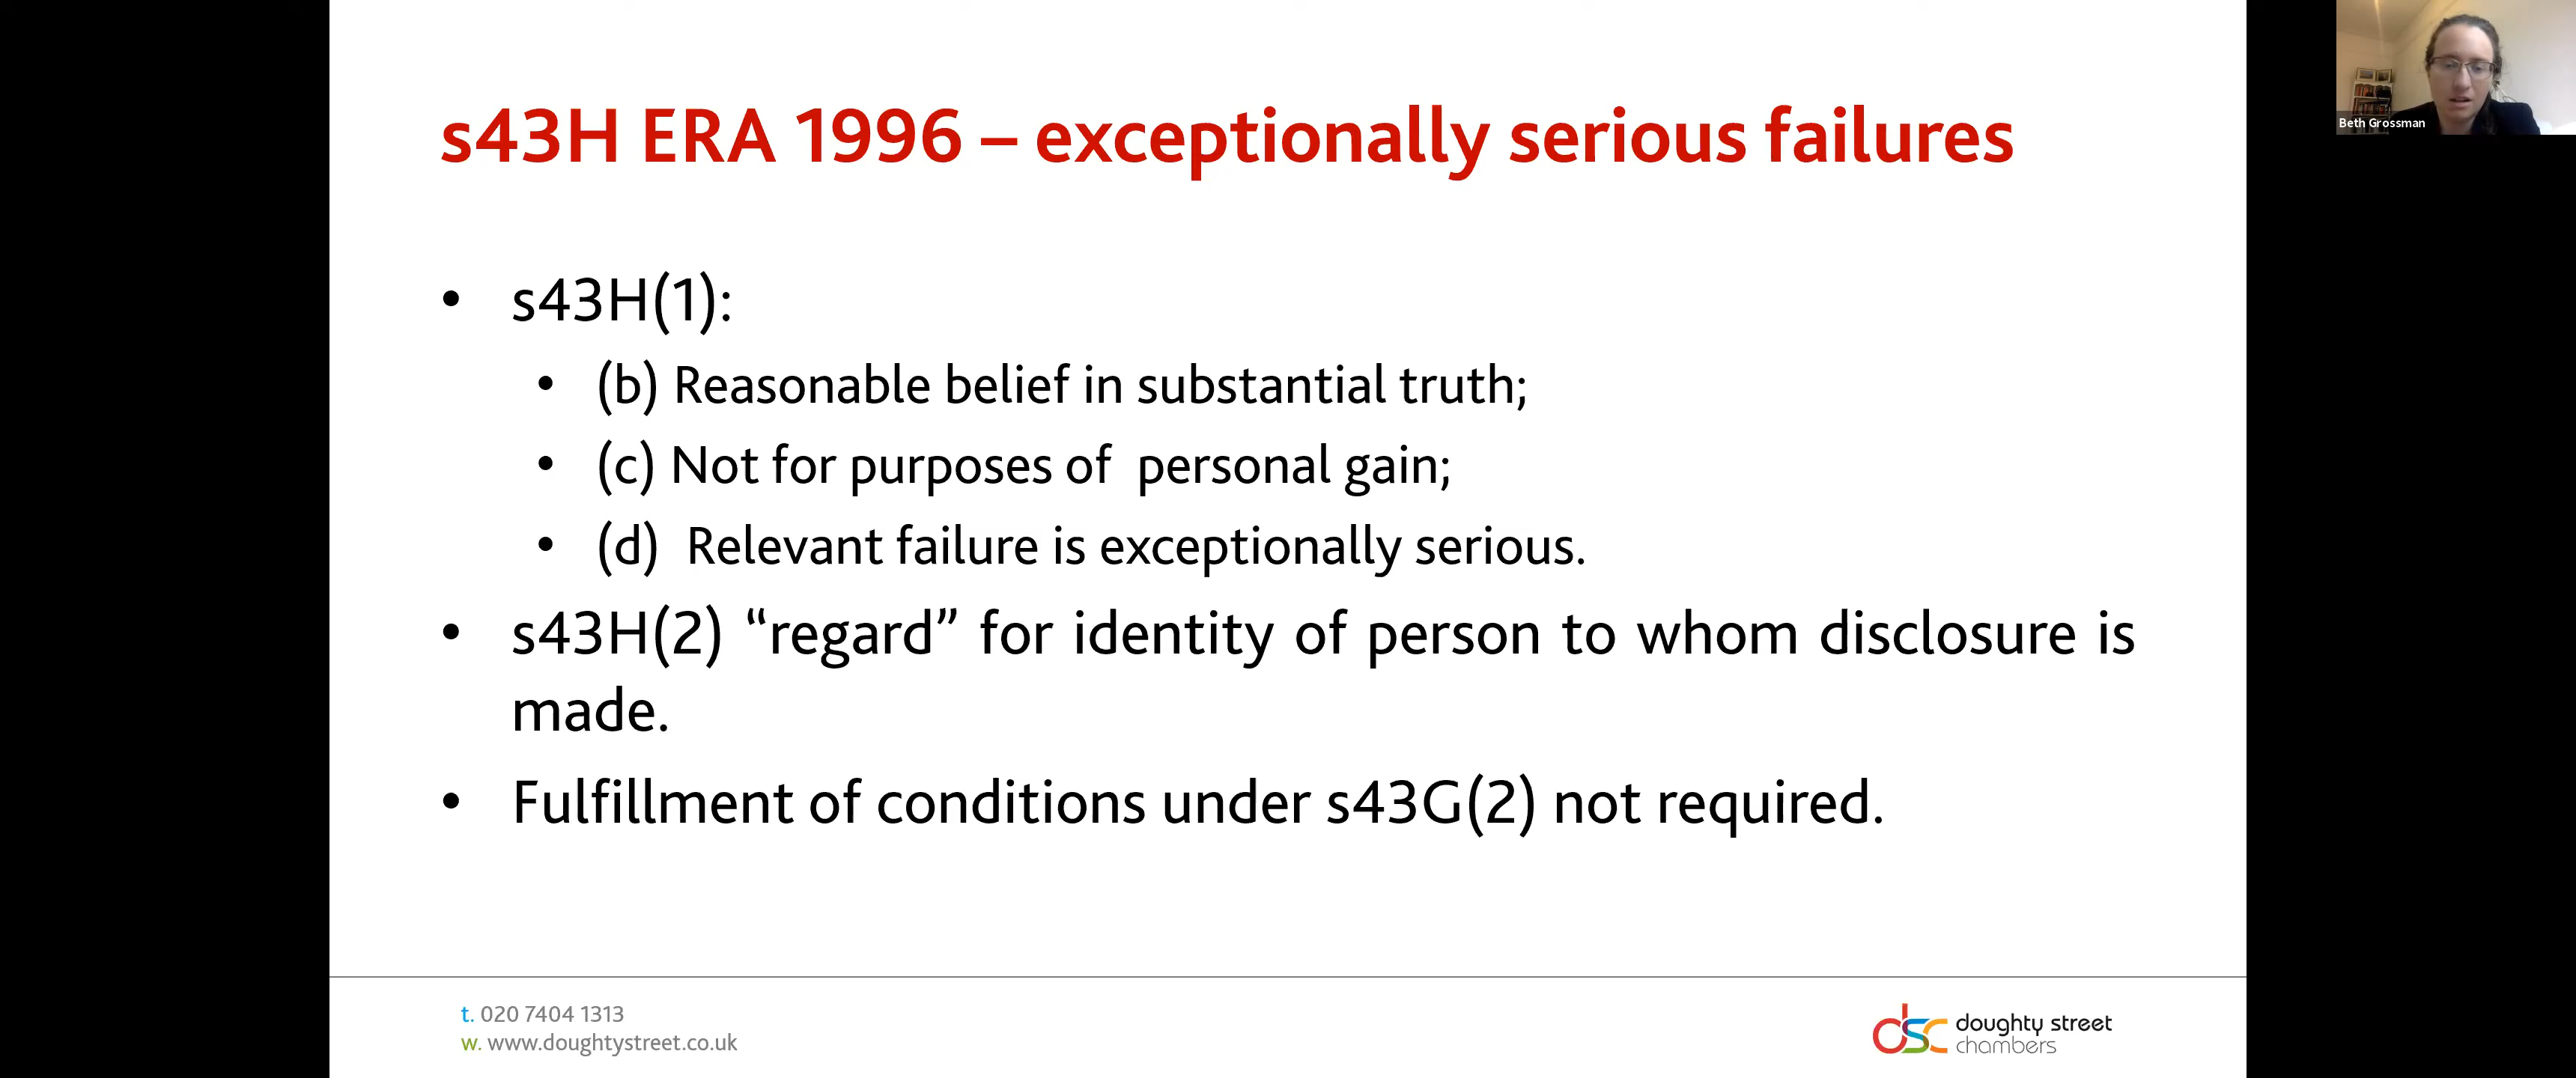 s43H ERA 1996 – exceptionally serious failures
• s43H(1):
• (b) Reasonable belief in substantial truth;
• (c) Not for purposes of personal gain;
• (d) Relevant failure is exceptionally serious.
• s43H(2) “regard” for identity of person to whom disclosure is
made.
• Fulfillment of conditions under s43G(2) not required.
t. 020 7404 1313
w. www.doughtystreet.co.uk
dsc doughty street
chambers
Beth Grossman